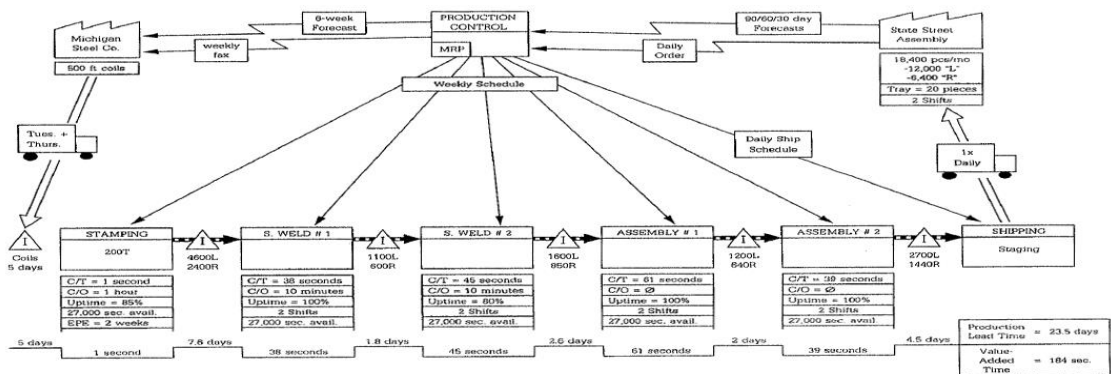 Michigan
Steel Co.
500 ft coils
6-week
Forecast
weekly
fax
PRODUCTION
CONTROL
MRP
90/60/30 day
Forecasts
Daily
Order
State Street
Assembly
18,400 pcs/mo
-12,000 "L"
-6,400 "R"
Tray = 20 pieces
2 Shifts
Weekly Schedule
Tues. +
Thurs.
Daily Ship
Schedule
1x
Daily
I
Coils
5 days
STAMPING
200T
C/T = 1 second
C/O = 1 hour
Uptime = 85%
27,000 sec. avail.
EPE = 2 weeks
I
4600L
2400R
S. WELD # 1
C/T = 38 seconds
C/O = 10 minutes
Uptime = 100%
2 Shifts
27,000 sec. avail.
I
1100L
600R
S. WELD # 2
C/T = 45 seconds
C/O = 10 minutes
Uptime = 80%
2 Shifts
27,000 sec. avail.
I
1600L
850R
ASSEMBLY # 1
C/T = 61 seconds
C/O = Ø
Uptime = 100%
2 Shifts
27,000 sec. avail.
I
1200L
640R
ASSEMBLY # 2
C/T = 39 seconds
C/O = Ø
Uptime = 100%
2 Shifts
27,000 sec. avail.
I
2700L
1440R
SHIPPING
Staging
5 days
1 second
7.6 days
38 seconds
1.8 days
45 seconds
2.6 days
61 seconds
2 days
39 seconds
4.5 days
Production
Lead Time = 23.5 days
Value-
Added = 184 sec.
Time